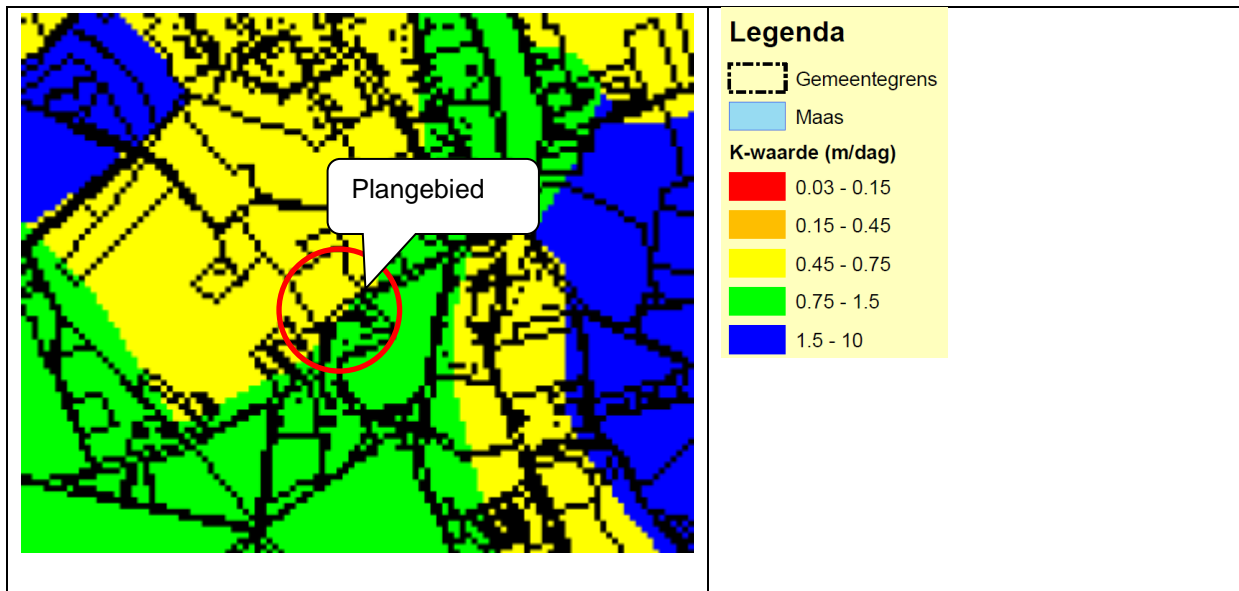 Plangebied
Legenda
Gemeentegrens
Maas
K-waarde (m/dag)
0.03 - 0.15
0.15 - 0.45
0.45 - 0.75
0.75 - 1.5
1.5 - 10